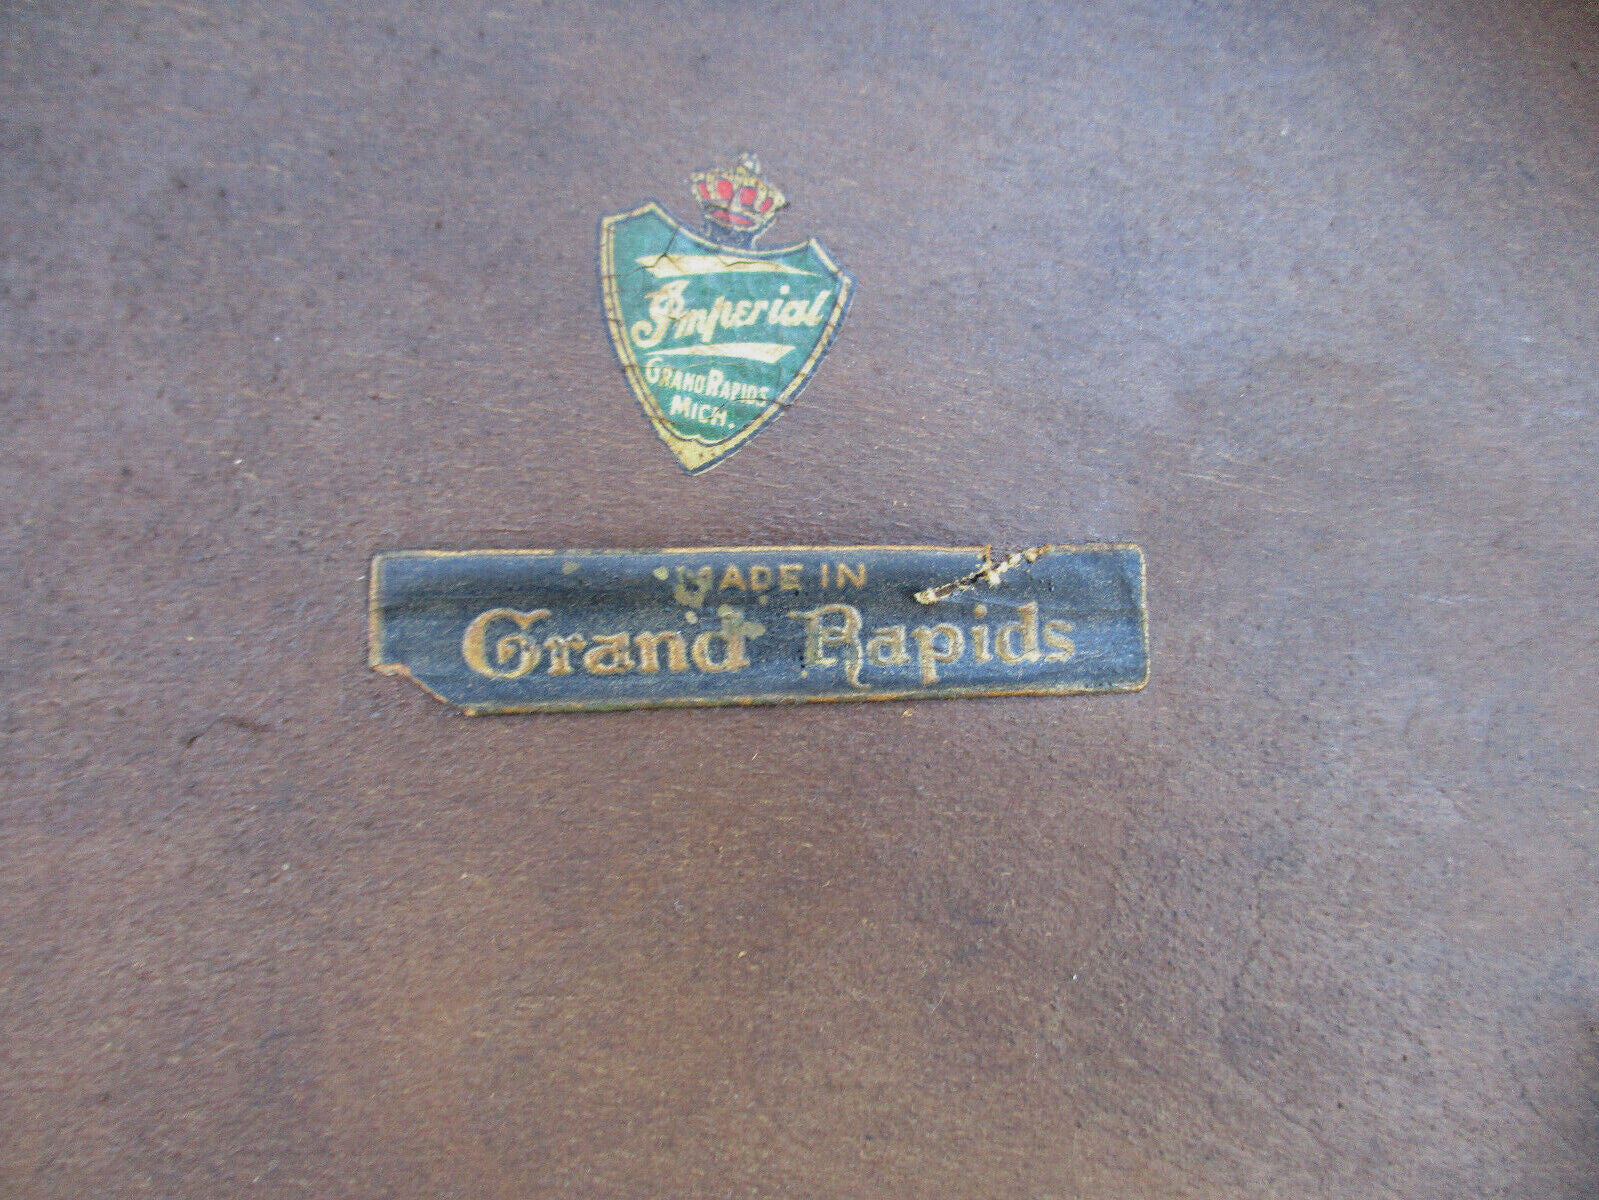 Imperial
GRAND RAPIDS
MICH.
MADE IN
Grand Rapids